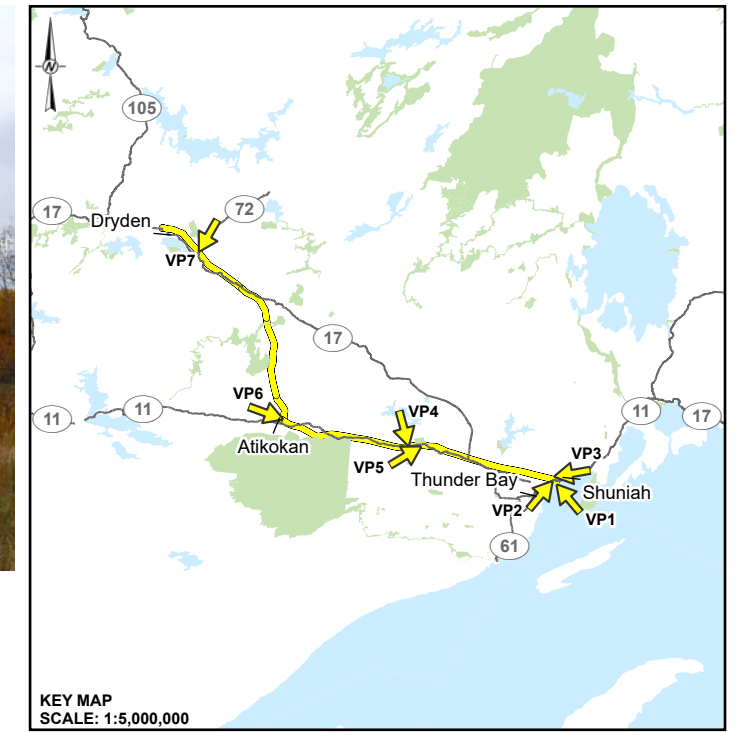 N
105
17
Dryden
72
VP7
17
VP6
11
11
Atikokan
VP4
VP5
Thunder Bay
11
17
VP3
Shuniah
VP2
VP1
61
KEY MAP
SCALE: 1:5,000,000